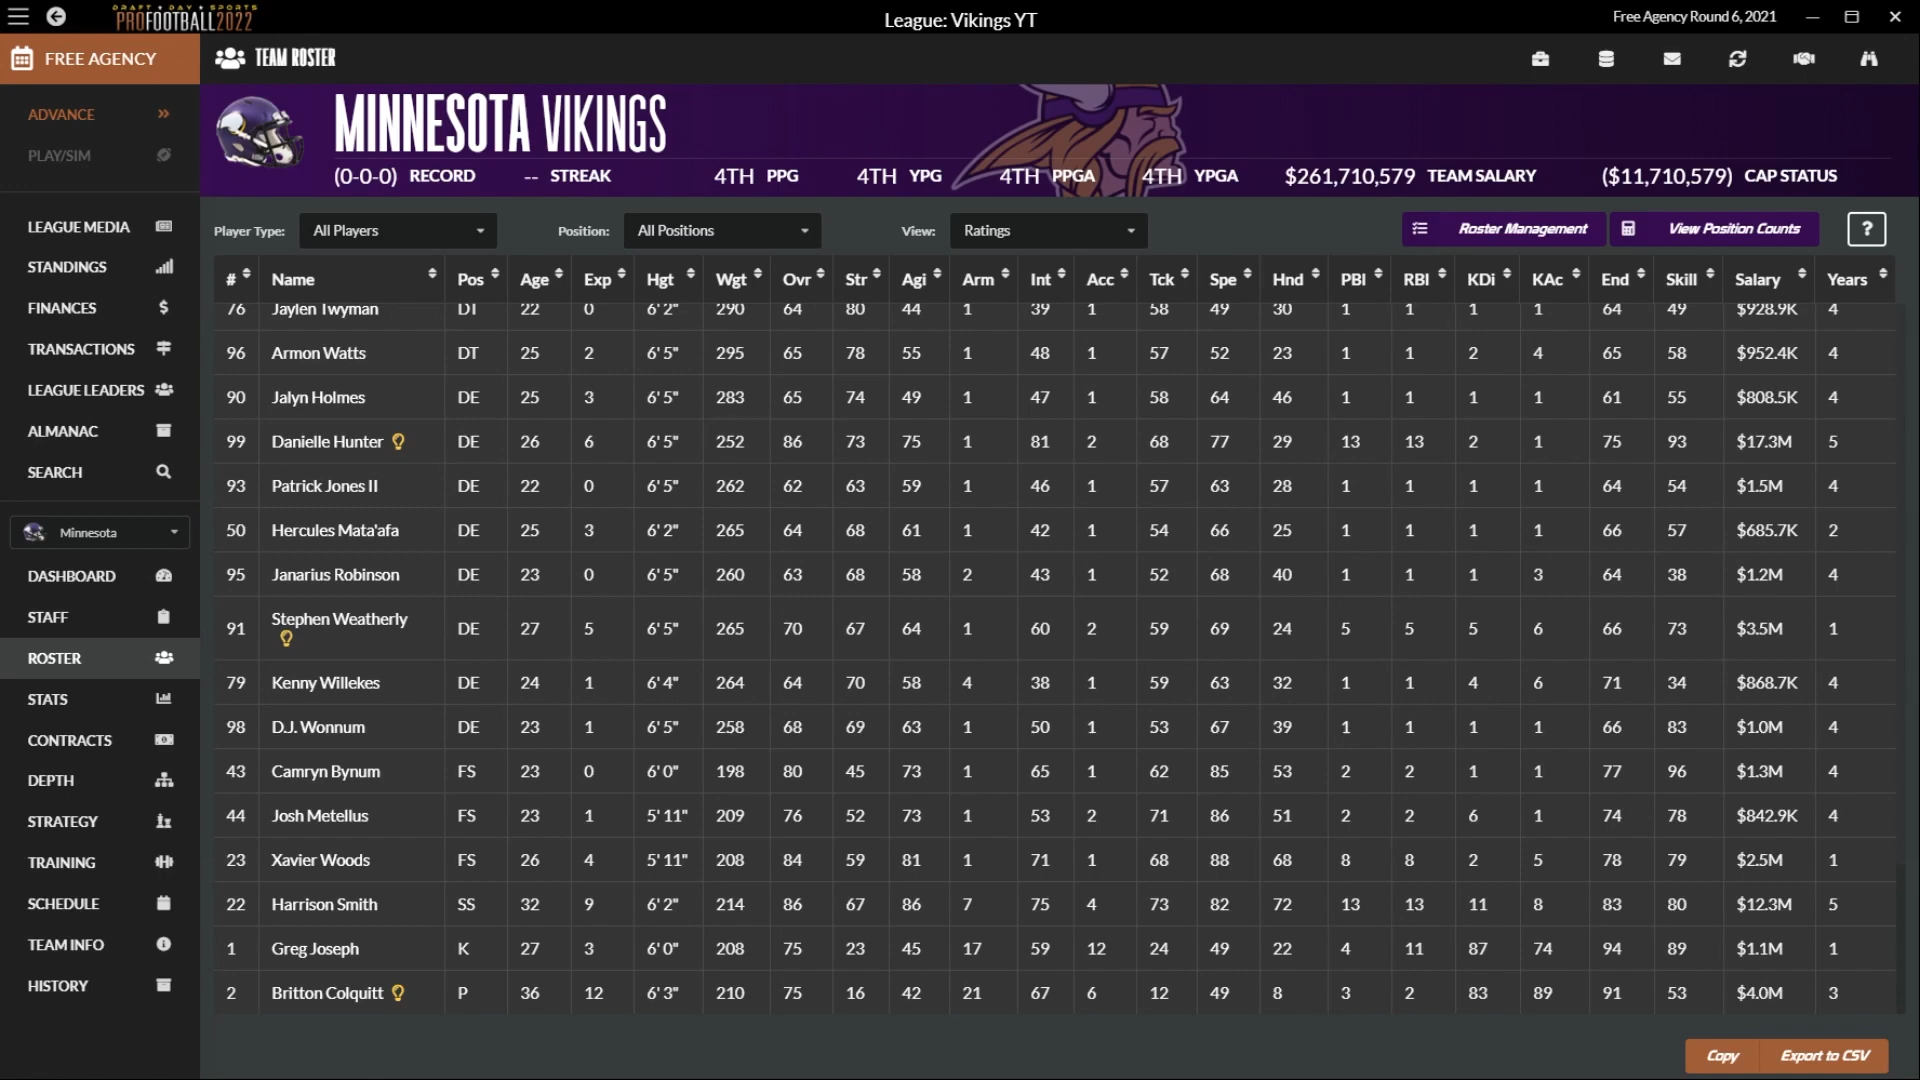 DRAFT DAY SPORTS
PROFOOTBALL2022
League: Vikings YT
Free Agency Round 6, 2021
FREE AGENCY
TEAM ROSTER
ADVANCE
PLAY/SIM
MINNESOTA VIKINGS
(0-0-0) RECORD -- STREAK 4TH PPG 4TH YPG 4TH PPGA 4TH YPGA $261,710,579 TEAM SALARY ($11,710,579) CAP STATUS
LEAGUE MEDIA
STANDINGS
FINANCES
TRANSACTIONS
LEAGUE LEADERS
ALMANAC
SEARCH
Minnesota
DASHBOARD
STAFF
ROSTER
STATS
CONTRACTS
DEPTH
STRATEGY
TRAINING
SCHEDULE
TEAM INFO
HISTORY
Player Type: All Players Position: All Positions View: Ratings Roster Management View Position Counts ?
# Name Pos Age Exp Hgt Wgt Ovr Str Agi Arm Int Acc Tck Spe Hnd PBl RBl KDi KAc End Skill Salary Years
76 Jaylen Twyman DT 22 0 6' 2" 290 64 80 44 1 39 1 58 49 30 1 1 1 1 64 49 $928.9K 4
96 Armon Watts DT 25 2 6' 5" 295 65 78 55 1 48 1 57 52 23 1 1 2 4 65 58 $952.4K 4
90 Jalyn Holmes DE 25 3 6' 5" 283 65 74 49 1 47 1 58 64 46 1 1 1 1 61 55 $808.5K 4
99 Danielle Hunter DE 26 6 6' 5" 252 86 73 75 1 81 2 68 77 29 13 13 2 1 75 93 $17.3M 5
93 Patrick Jones II DE 22 0 6' 5" 262 62 63 59 1 46 1 57 63 28 1 1 1 1 64 54 $1.5M 4
50 Hercules Mata'afa DE 25 3 6' 2" 265 64 68 61 1 42 1 54 66 25 1 1 1 1 66 57 $685.7K 2
95 Janarius Robinson DE 23 0 6' 5" 260 63 68 58 2 43 1 52 68 40 1 1 1 3 64 38 $1.2M 4
91 Stephen Weatherly DE 27 5 6' 5" 265 70 67 64 1 60 2 59 69 24 5 5 5 6 66 73 $3.5M 1
79 Kenny Willekes DE 24 1 6' 4" 264 64 70 58 4 38 1 59 63 32 1 1 4 6 71 34 $868.7K 4
98 D.J. Wonnum DE 23 1 6' 5" 258 68 69 63 1 50 1 53 67 39 1 1 1 1 66 83 $1.0M 4
43 Camryn Bynum FS 23 0 6' 0" 198 80 45 73 1 65 1 62 85 53 2 2 1 1 77 96 $1.3M 4
44 Josh Metellus FS 23 1 5' 11" 209 76 52 73 1 53 2 71 86 51 2 2 6 1 74 78 $842.9K 4
23 Xavier Woods FS 26 4 5' 11" 208 84 59 81 1 71 1 68 88 68 8 8 2 5 78 79 $2.5M 1
22 Harrison Smith SS 32 9 6' 2" 214 86 67 86 7 75 4 73 82 72 13 13 11 8 83 80 $12.3M 5
1 Greg Joseph K 27 3 6' 0" 208 75 23 45 17 59 12 24 49 22 4 11 87 74 94 89 $1.1M 1
2 Britton Colquitt P 36 12 6' 3" 210 75 16 42 21 67 6 12 49 8 3 2 83 89 91 53 $4.0M 3
Copy Export to CSV